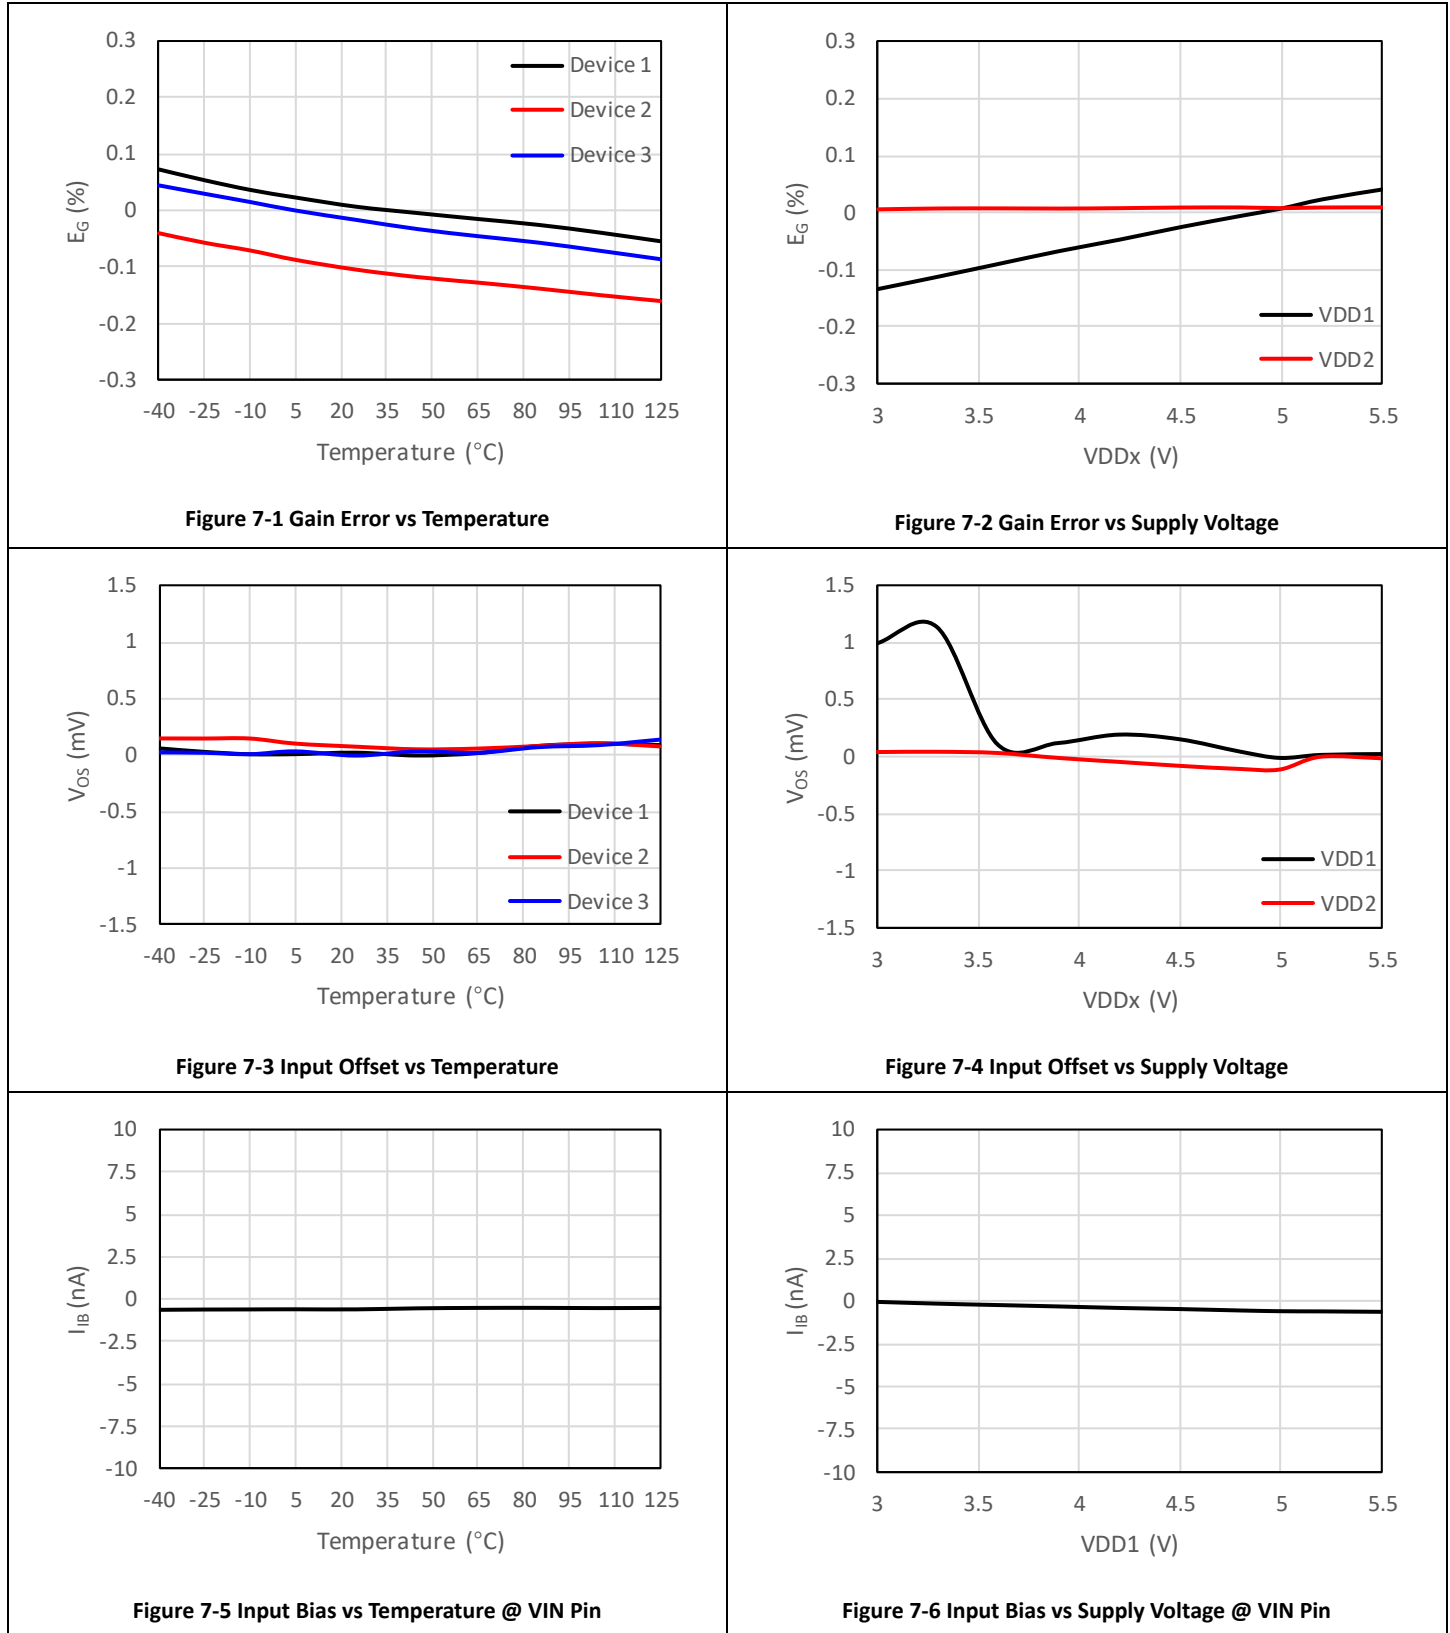 0.3
0.2
0.1
0
-0.1
-0.2
-0.3
E_G (%)
Device 1
Device 2
Device 3
-40 -25 -10 5 20 35 50 65 80 95 110 125
Temperature (°C)
Figure 7-1 Gain Error vs Temperature
0.3
0.2
0.1
0
-0.1
-0.2
-0.3
E_G (%)
VDD1
VDD2
3 3.5 4 4.5 5 5.5
VDDx (V)
Figure 7-2 Gain Error vs Supply Voltage
1.5
1
0.5
0
-0.5
-1
-1.5
V_OS (mV)
Device 1
Device 2
Device 3
-40 -25 -10 5 20 35 50 65 80 95 110 125
Temperature (°C)
Figure 7-3 Input Offset vs Temperature
1.5
1
0.5
0
-0.5
-1
-1.5
V_OS (mV)
VDD1
VDD2
3 3.5 4 4.5 5 5.5
VDDx (V)
Figure 7-4 Input Offset vs Supply Voltage
10
7.5
5
2.5
0
-2.5
-5
-7.5
-10
I_IB (nA)
-40 -25 -10 5 20 35 50 65 80 95 110 125
Temperature (°C)
Figure 7-5 Input Bias vs Temperature @ VIN Pin
10
7.5
5
2.5
0
-2.5
-5
-7.5
-10
I_IB (nA)
3 3.5 4 4.5 5 5.5
VDD1 (V)
Figure 7-6 Input Bias vs Supply Voltage @ VIN Pin